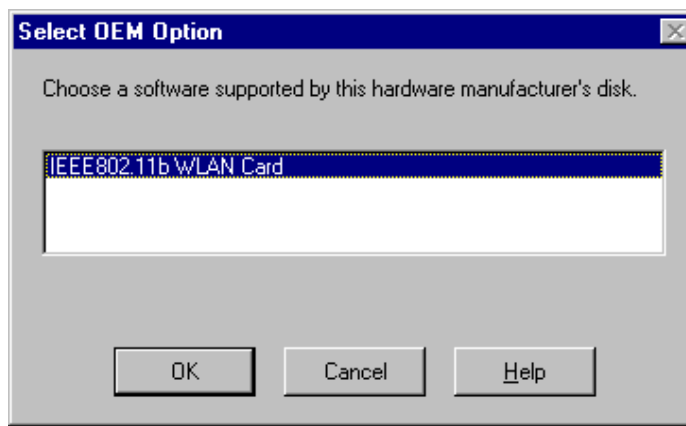 Select OEM Option
Choose a software supported by this hardware manufacturer's disk.
IEEE802.11b WLAN Card
OK
Cancel
Help